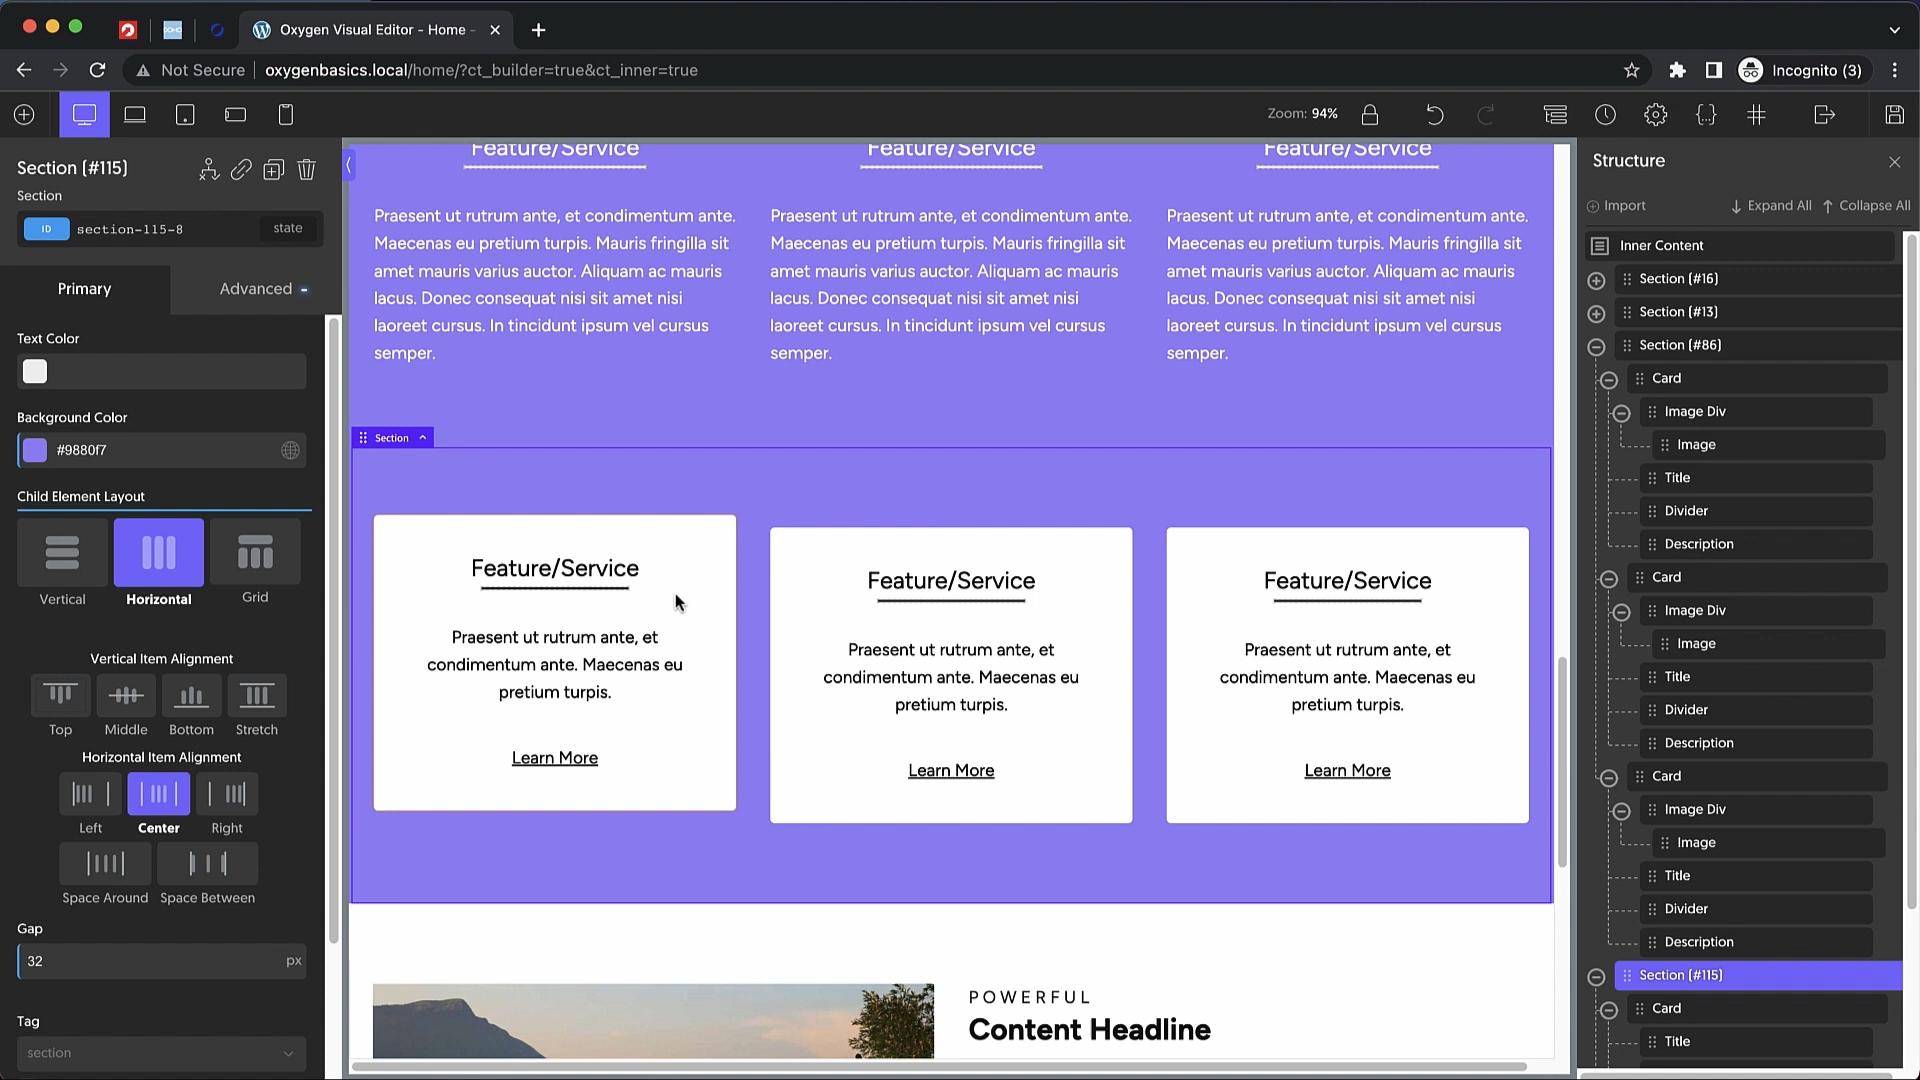 Oxygen Visual Editor - Home -
Not Secure
oxygenbasics.local/home/?ct_builder=true&ct_inner=true
Incognito (3)
Zoom: 94%
Section (#115)
Section
ID
section-115-8
state
Primary
Advanced
Text Color
Background Color
#9880f7
Child Element Layout
Vertical
Horizontal
Grid
Vertical Item Alignment
Top
Middle
Bottom
Stretch
Horizontal Item Alignment
Left
Center
Right
Space Around
Space Between
Gap
32
px
Tag
section
Feature/Service
Praesent ut rutrum ante, et condimentum ante.
Maecenas eu pretium turpis. Mauris fringilla sit
amet mauris varius auctor. Aliquam ac mauris
lacus. Donec consequat nisi sit amet nisi
laoreet cursus. In tincidunt ipsum vel cursus
semper.
Feature/Service
Praesent ut rutrum ante, et condimentum ante.
Maecenas eu pretium turpis. Mauris fringilla sit
amet mauris varius auctor. Aliquam ac mauris
lacus. Donec consequat nisi sit amet nisi
laoreet cursus. In tincidunt ipsum vel cursus
semper.
Feature/Service
Praesent ut rutrum ante, et condimentum ante.
Maecenas eu pretium turpis. Mauris fringilla sit
amet mauris varius auctor. Aliquam ac mauris
lacus. Donec consequat nisi sit amet nisi
laoreet cursus. In tincidunt ipsum vel cursus
semper.
Section
Feature/Service
Praesent ut rutrum ante, et
condimentum ante. Maecenas eu
pretium turpis.
Learn More
Feature/Service
Praesent ut rutrum ante, et
condimentum ante. Maecenas eu
pretium turpis.
Learn More
Feature/Service
Praesent ut rutrum ante, et
condimentum ante. Maecenas eu
pretium turpis.
Learn More
POWERFUL
Content Headline
Structure
Import
Expand All
Collapse All
Inner Content
Section (#16)
Section (#13)
Section (#86)
Card
Image Div
Image
Title
Divider
Description
Card
Image Div
Image
Title
Divider
Description
Card
Image Div
Image
Title
Divider
Description
Section (#115)
Card
Title